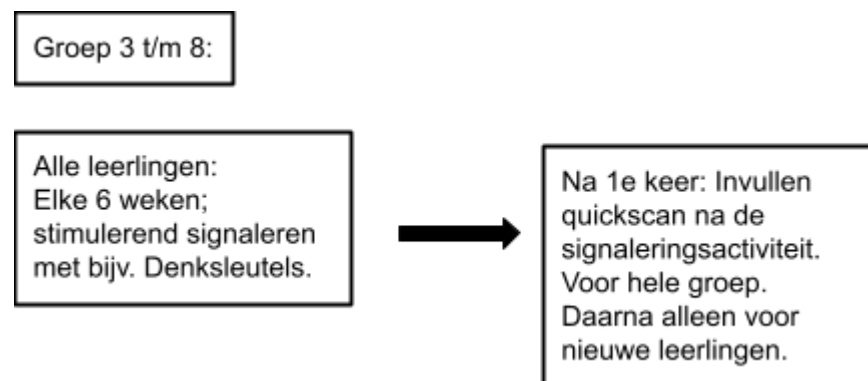 Groep 3 t/m 8:
Alle leerlingen:
Elke 6 weken;
stimulerend signaleren
met bijv. Denksleutels.
Na 1e keer: Invullen
quickscan na de
signaleringsactiviteit.
Voor hele groep.
Daarna alleen voor
nieuwe leerlingen.